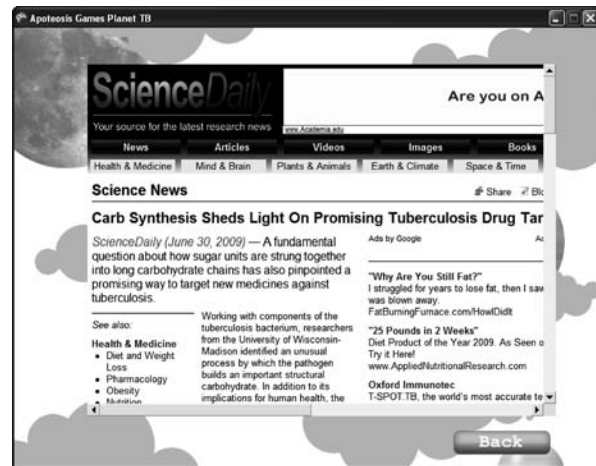 Apoteosis Games Planet TB
ScienceDaily
Your source for the latest research news
Are you on A
www.Academia.edu
News Articles Videos Images Books
Health & Medicine Mind & Brain Plants & Animals Earth & Climate Space & Time
Science News
Share Blo
Carb Synthesis Sheds Light On Promising Tuberculosis Drug Tar
ScienceDaily (June 30, 2009) — A fundamental
question about how sugar units are strung together
into long carbohydrate chains has also pinpointed a
promising way to target new medicines against
tuberculosis.
See also:
Health & Medicine
• Diet and Weight
Loss
• Pharmacology
• Obesity
• Nutrition
Working with components of the
tuberculosis bacterium, researchers
from the University of Wisconsin-
Madison identified an unusual
process by which the pathogen
builds an important structural
carbohydrate. In addition to its
implications for human health, the
Ads by Google
"Why Are You Still Fat?"
I struggled for years to lose fat, then I saw
was blown away.
FatBurningFurnace.com/HowIDidIt
"25 Pounds in 2 Weeks"
Diet Product of the Year 2009. As Seen o
Try it Here!
www.AppliedNutritionalResearch.com
Oxford Immunotec
T-SPOT.TB, the world's most accurate te
Back